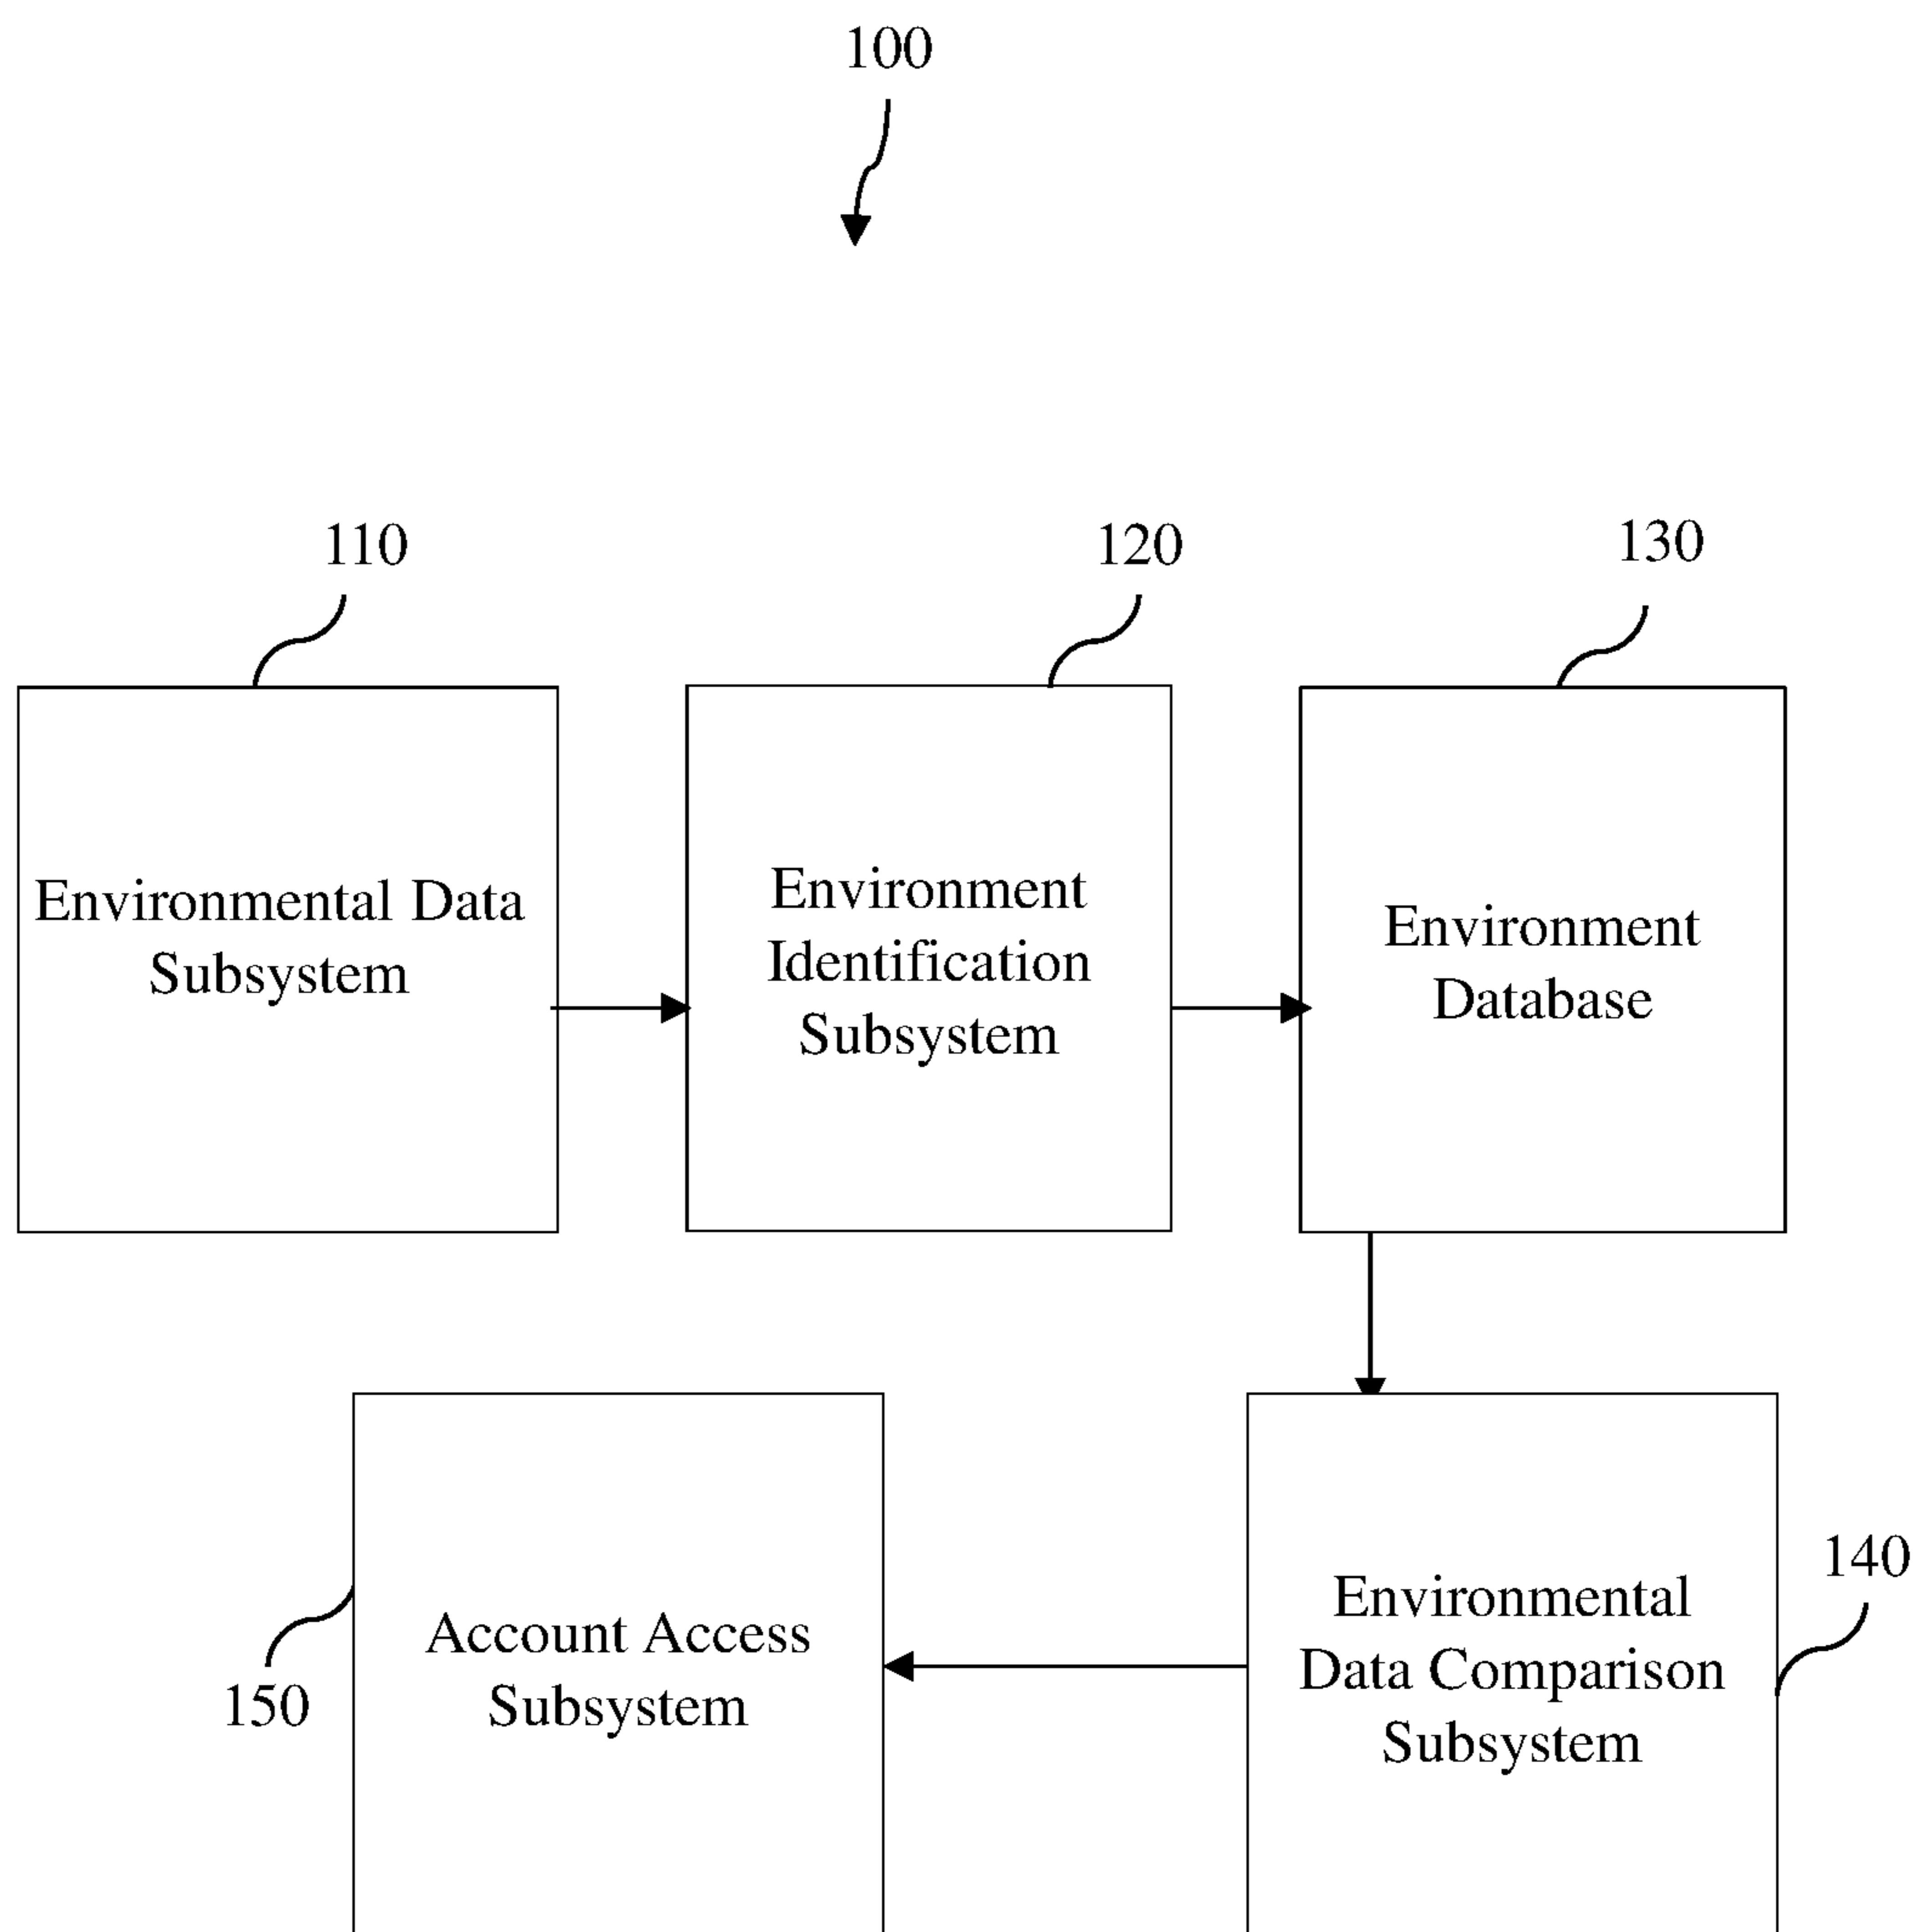 100
110
120
130
Environmental Data
Subsystem
Environment
Identification
Subsystem
Environment
Database
140
150
Account Access
Subsystem
Environmental
Data Comparison
Subsystem